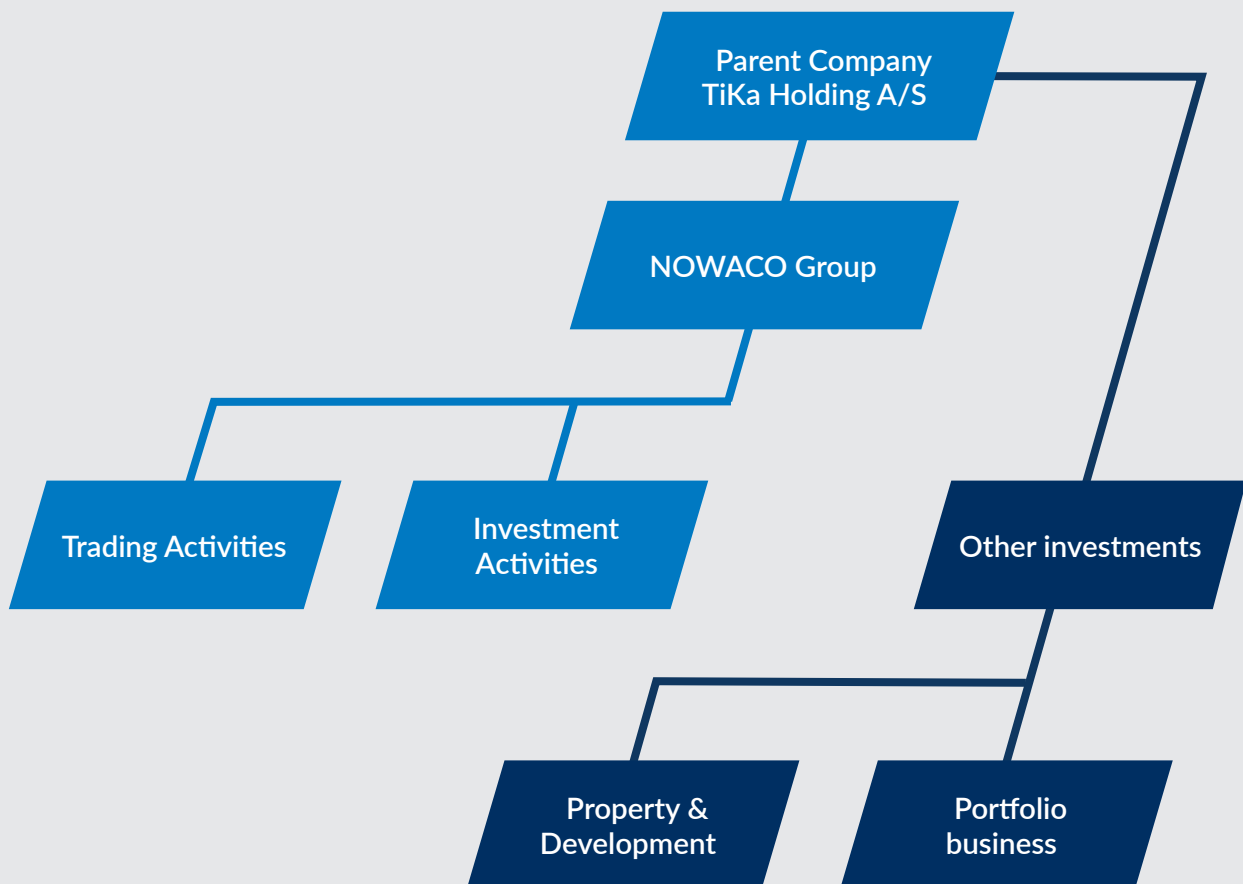 Parent Company
TiKa Holding A/S
NOWACO Group
Trading Activities
Investment
Activities
Other investments
Property &
Development
Portfolio
business